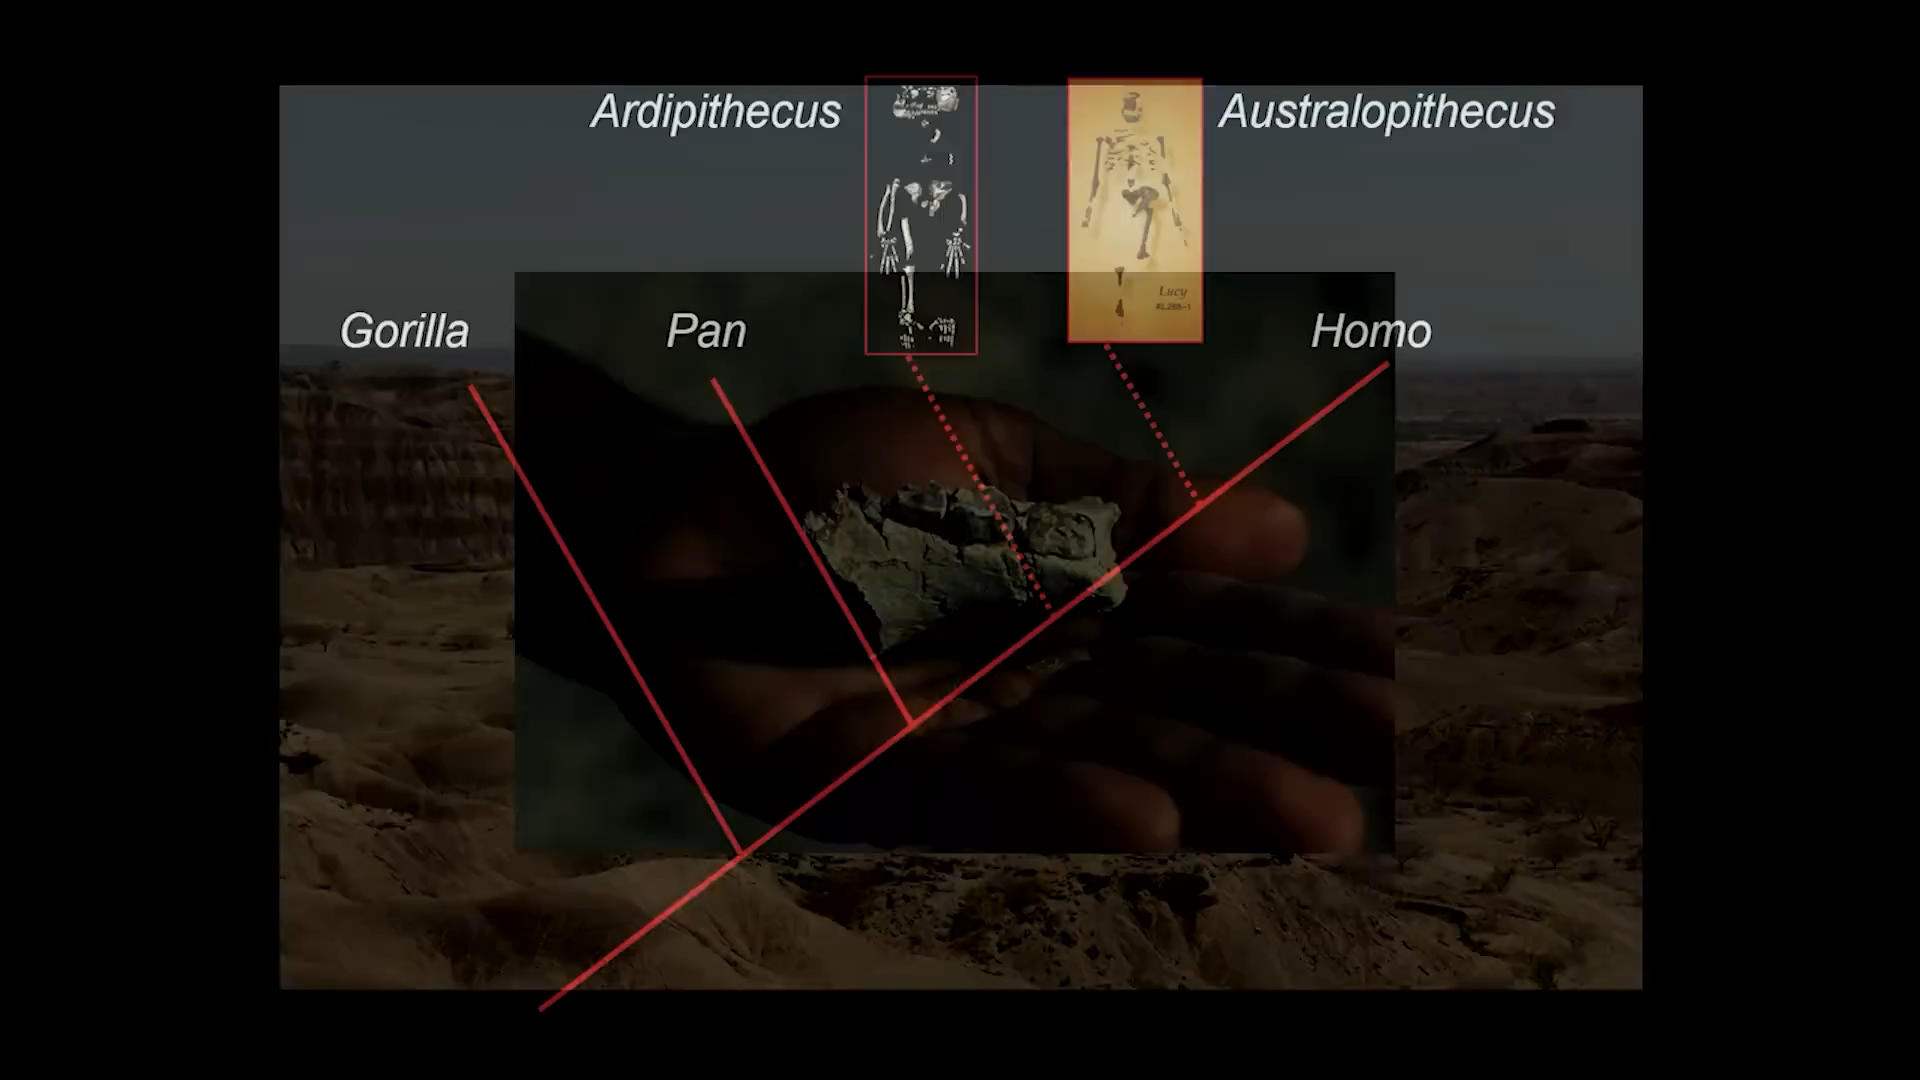 Ardipithecus
Australopithecus
Lucy
Gorilla
Pan
Homo